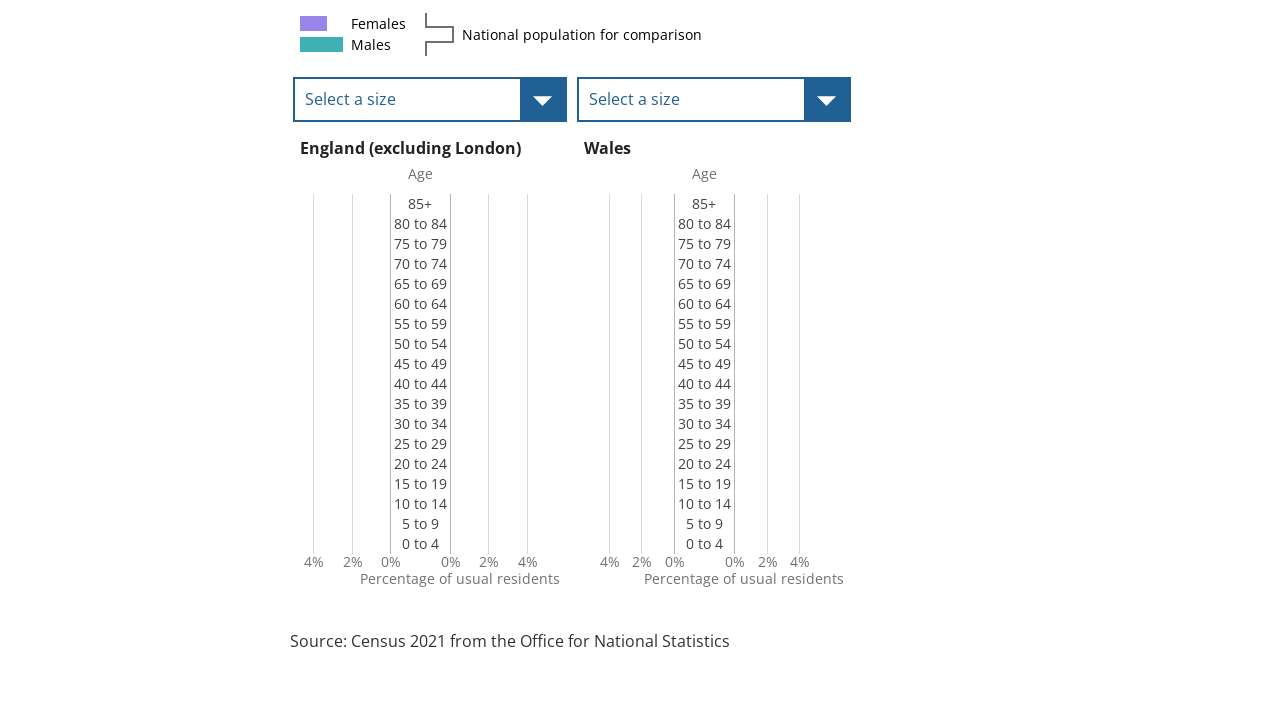 Females
Males
National population for comparison
Select a size
Select a size
England (excluding London)
Wales
Age
85+
80 to 84
75 to 79
70 to 74
65 to 69
60 to 64
55 to 59
50 to 54
45 to 49
40 to 44
35 to 39
30 to 34
25 to 29
20 to 24
15 to 19
10 to 14
5 to 9
0 to 4
4% 2% 0% 0% 2% 4%
Percentage of usual residents
Age
85+
80 to 84
75 to 79
70 to 74
65 to 69
60 to 64
55 to 59
50 to 54
45 to 49
40 to 44
35 to 39
30 to 34
25 to 29
20 to 24
15 to 19
10 to 14
5 to 9
0 to 4
4% 2% 0% 0% 2% 4%
Percentage of usual residents
Source: Census 2021 from the Office for National Statistics